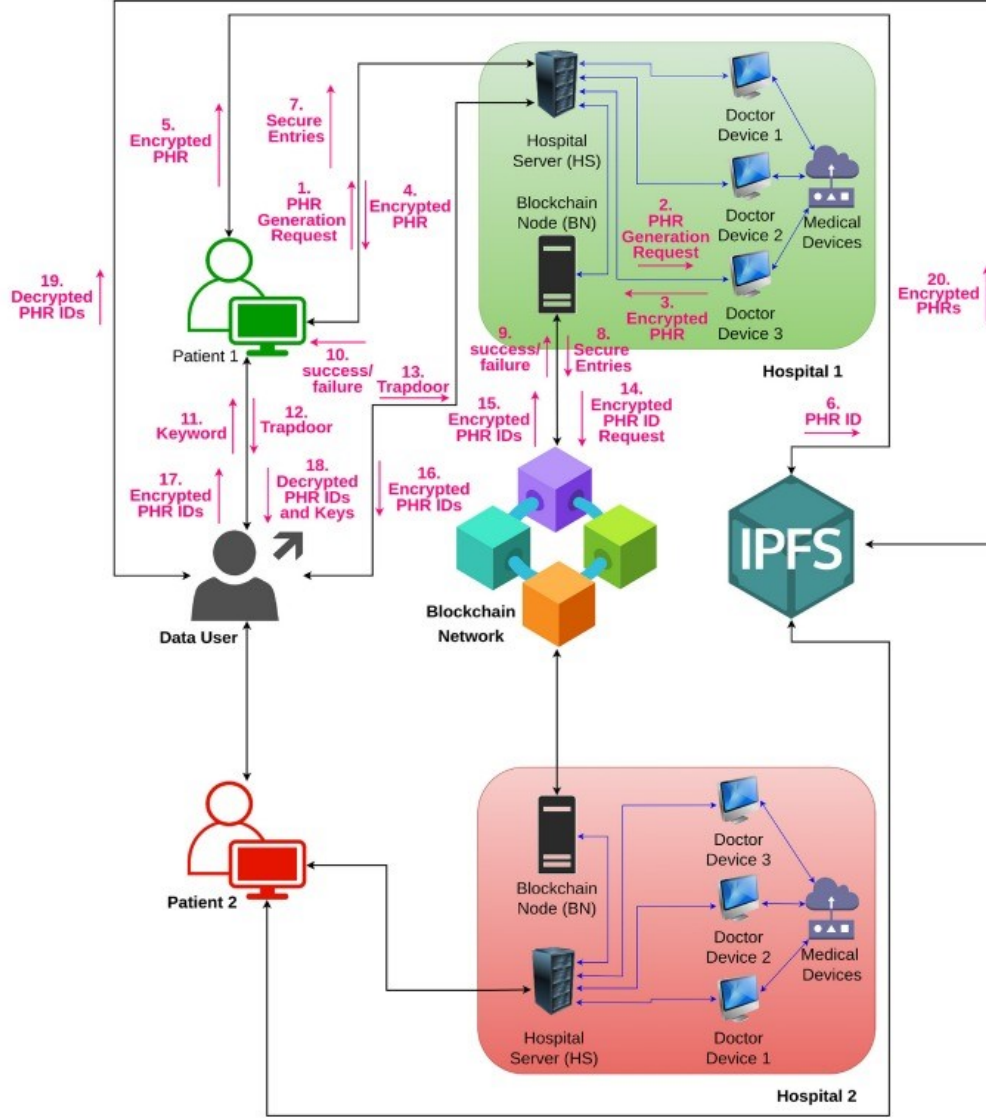 5.
Encrypted
PHR
7.
Secure
Entries
1.
PHR
Generation
Request
4.
Encrypted
PHR
Hospital
Server (HS)
Doctor
Device 1
Blockchain
Node (BN)
2.
PHR
Generation
Request
Doctor
Device 2
Medical
Devices
3.
Encrypted
PHR
Doctor
Device 3
Hospital 1
19.
Decrypted
PHR IDs
20.
Encrypted
PHRs
Patient 1
10.
success/
failure
9.
success/
failure
8.
Secure
Entries
13.
Trapdoor
11.
Keyword
12.
Trapdoor
15.
Encrypted
PHR IDs
14.
Encrypted
PHR ID
Request
6.
PHR ID
17.
Encrypted
PHR IDs
18.
Decrypted
PHR IDs
and Keys
16.
Encrypted
PHR IDs
IPFS
Data User
Blockchain
Network
Patient 2
Doctor
Device 3
Blockchain
Node (BN)
Doctor
Device 2
Medical
Devices
Hospital
Server (HS)
Doctor
Device 1
Hospital 2